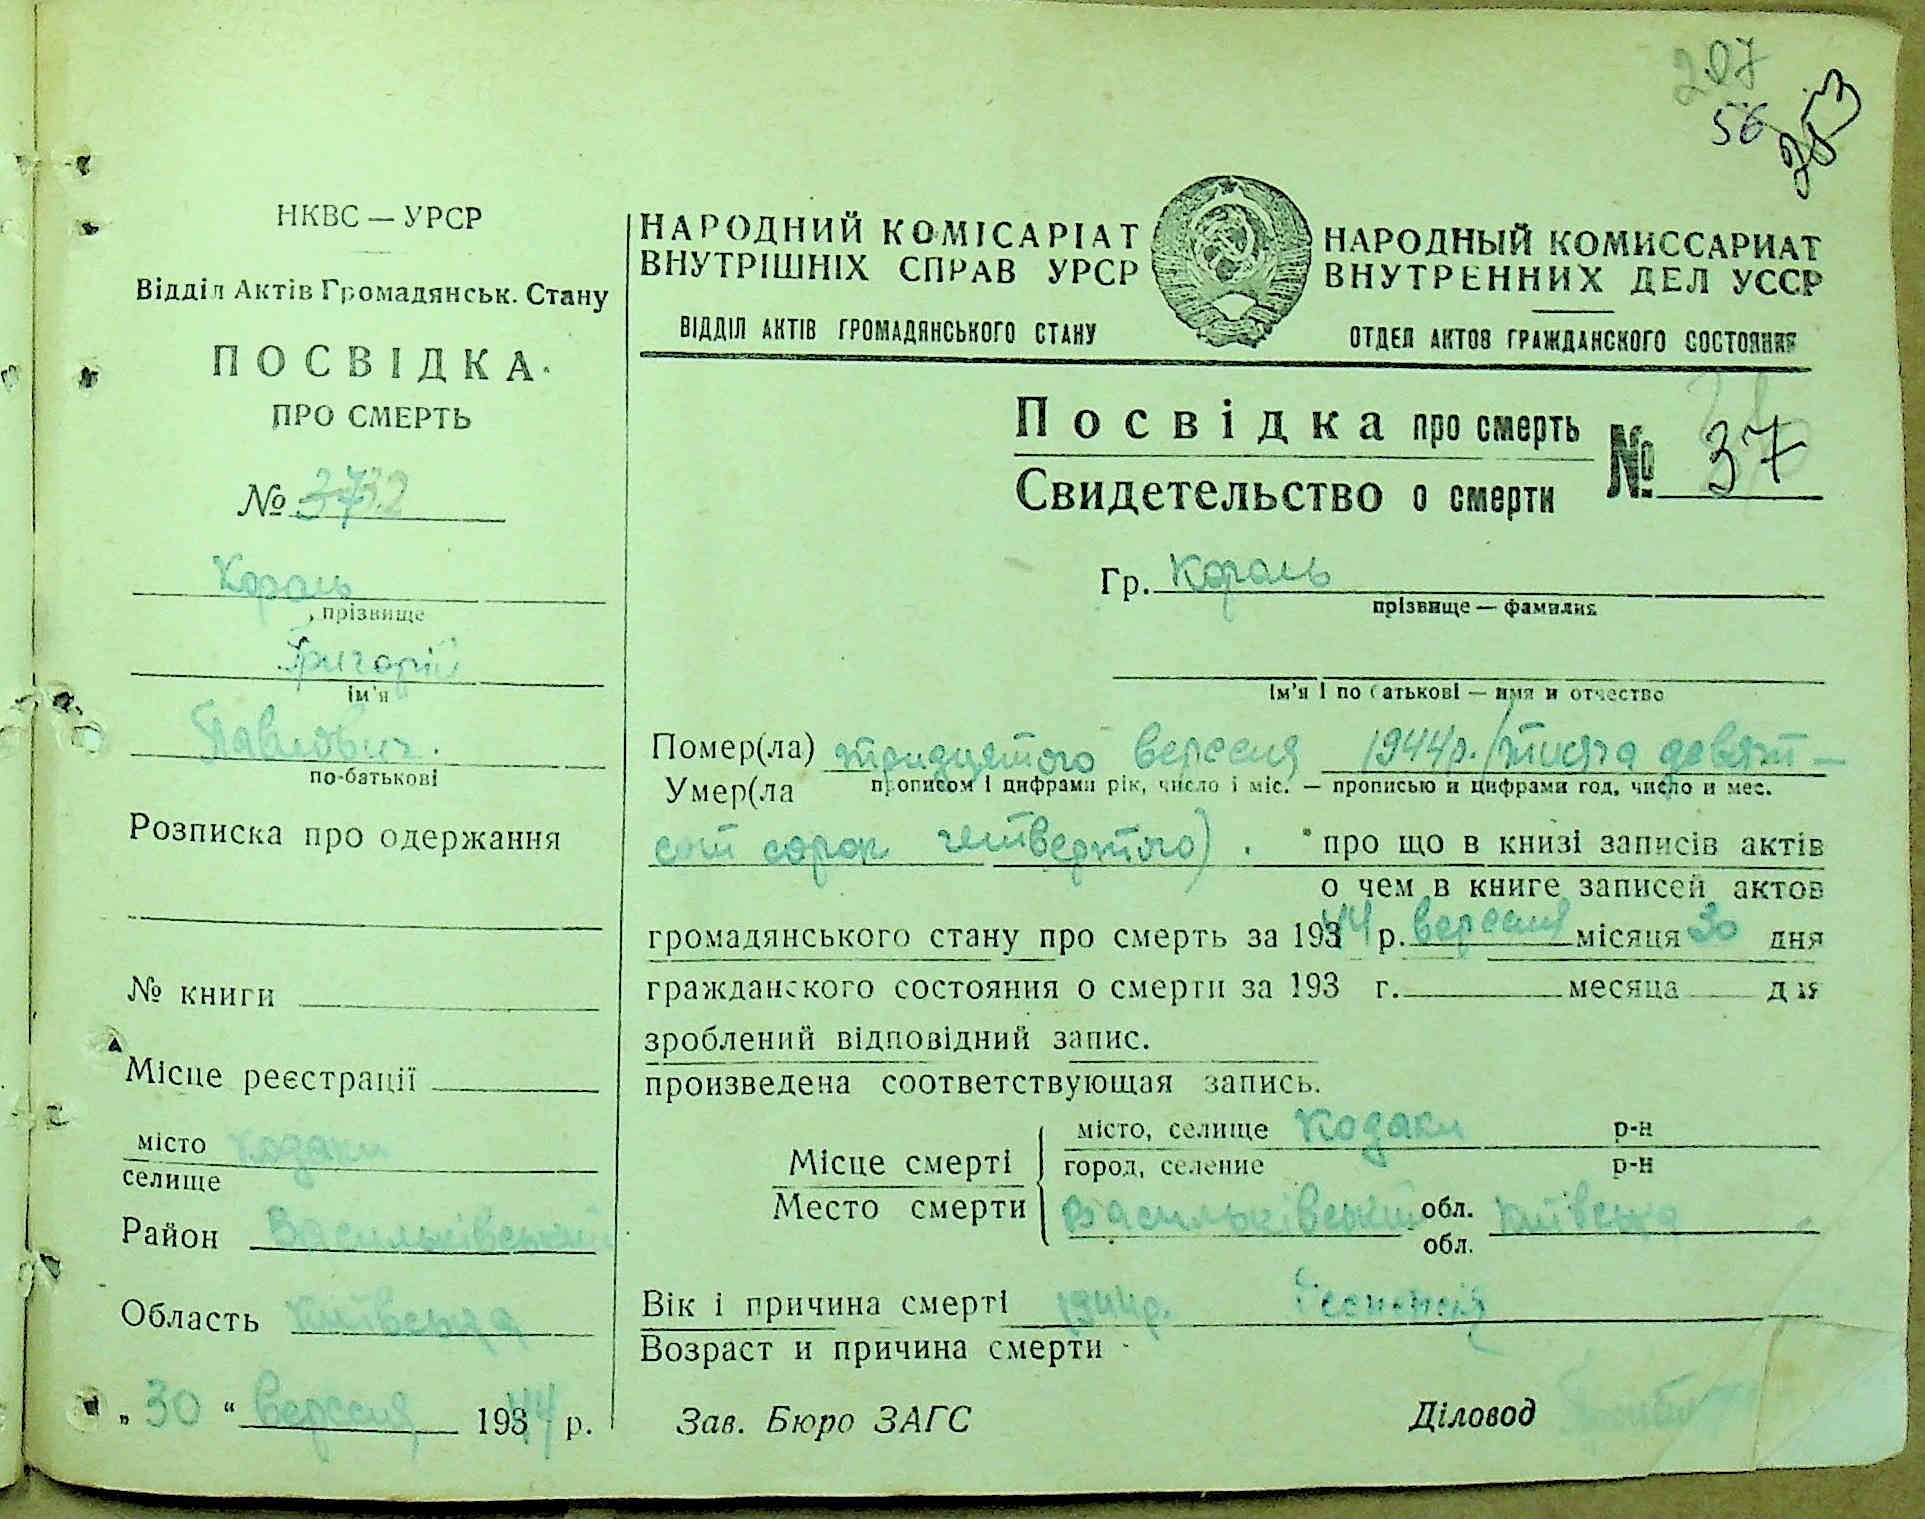 207
56
253
НКВС — УРСР
Відділ Актів Громадянськ. Стану
ПОСВІДКА
ПРО СМЕРТЬ
№
Король
прізвище
Григорій
ім'я
Павлович.
по-батькові
Розписка про одержання
№ книги
Місце реєстрації
місто Кодаки
селище
Район Васильківський
Область Київська
„ 30 “ вересня 19344 р.
НАРОДНИЙ КОМІСАРІАТ
ВНУТРІШНІХ СПРАВ УРСР
ВІДДІЛ АКТІВ ГРОМАДЯНСЬКОГО СТАНУ
НАРОДНЫЙ КОМИССАРИАТ
ВНУТРЕННИХ ДЕЛ УССР
ОТДЕЛ АКТОВ ГРАЖДАНСКОГО СОСТОЯНИЯ
Посвідка про смерть
Свидетельство о смерти
№ 37
Гр. Король
прізвище — фамилия
ім'я і по батькові — имя и отчество
Помер(ла) тридцятого вересня 1944р. (тисяча девят-
Умер(ла прописом і цифрами рік, число і міс. — прописью и цифрами год, число и мес.
сот сорок четвертого). про що в книзі записів актів
о чем в книге записей актов
громадянського стану про смерть за 19344 р. вересня місяця 30 дня
гражданского состояния о смерти за 193 г. месяца дня
зроблений відповідний запис.
произведена соответствующая запись.
Місце смерті
Место смерти
місто, селище Кодаки р-н
город, селение р-н
Васильківський обл. Київська
обл.
Вік і причина смерті 1944р.
Возраст и причина смерти
Зав. Бюро ЗАГС
Діловод